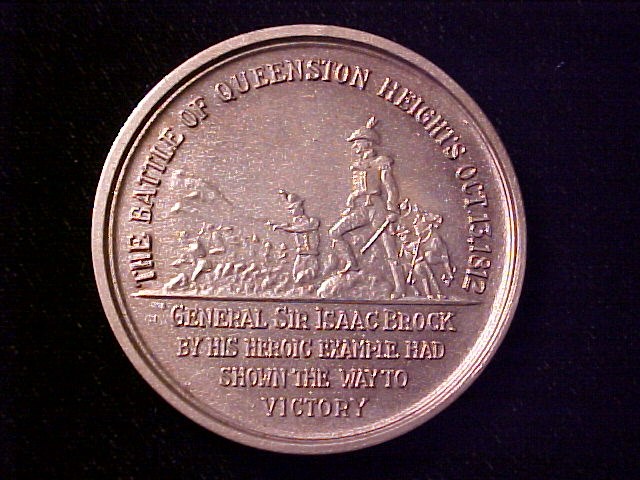 THE BATTLE OF QUEENSTON HEIGHTS OCT. 13, 1812
GENERAL SIR ISAAC BROCK
BY HIS HEROIC EXAMPLE HAD
SHOWN THE WAY TO
VICTORY